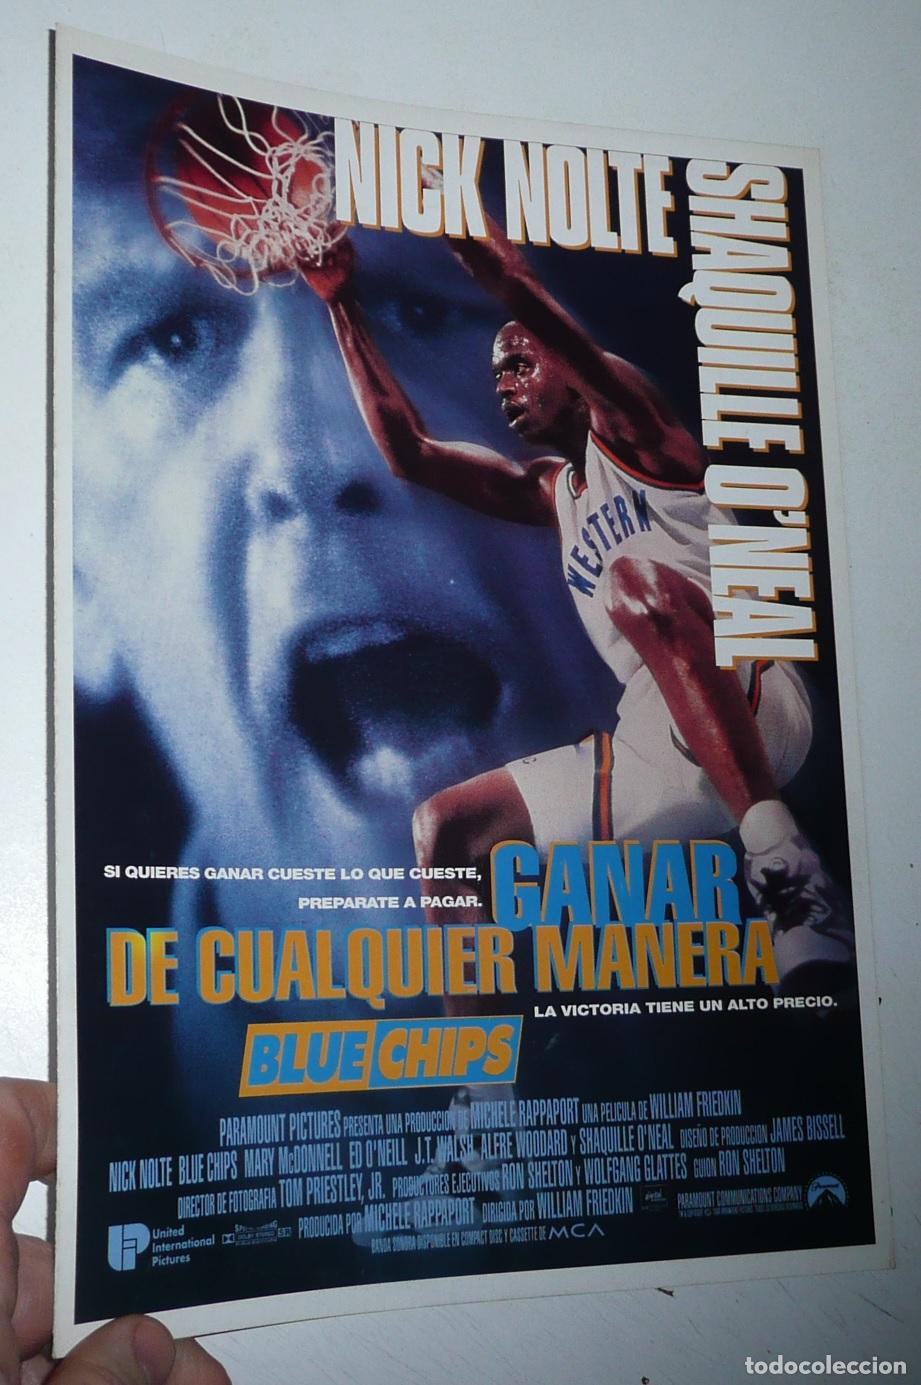 NICK NOLTE
SHAQUILLE O'NEAL
WESTERN
SI QUIERES GANAR CUESTE LO QUE CUESTE,
PREPARATE A PAGAR.
GANAR
DE CUALQUIER MANERA
LA VICTORIA TIENE UN ALTO PRECIO.
BLUE CHIPS
PARAMOUNT PICTURES PRESENTA UNA PRODUCCION DE MICHELE RAPPAPORT UNA PELICULA DE WILLIAM FRIEDKIN
NICK NOLTE BLUE CHIPS MARY McDONNELL ED O'NEILL J.T. WALSH ALFRE WOODARD Y SHAQUILLE O'NEAL DISEÑO DE PRODUCCION JAMES BISSELL
DIRECTOR DE FOTOGRAFIA TOM PRIESTLEY, JR. PRODUCTORES EJECUTIVOS RON SHELTON Y WOLFGANG GLATTES GUION RON SHELTON
PRODUCIDA POR MICHELE RAPPAPORT DIRIGIDA POR WILLIAM FRIEDKIN
PARAMOUNT COMMUNICATIONS COMPANY
BANDA SONORA DISPONIBLE EN COMPACT DISC Y CASSETTE DE MCA
United
International
Pictures
DOLBY STEREO SR
Paramount
todocoleccion